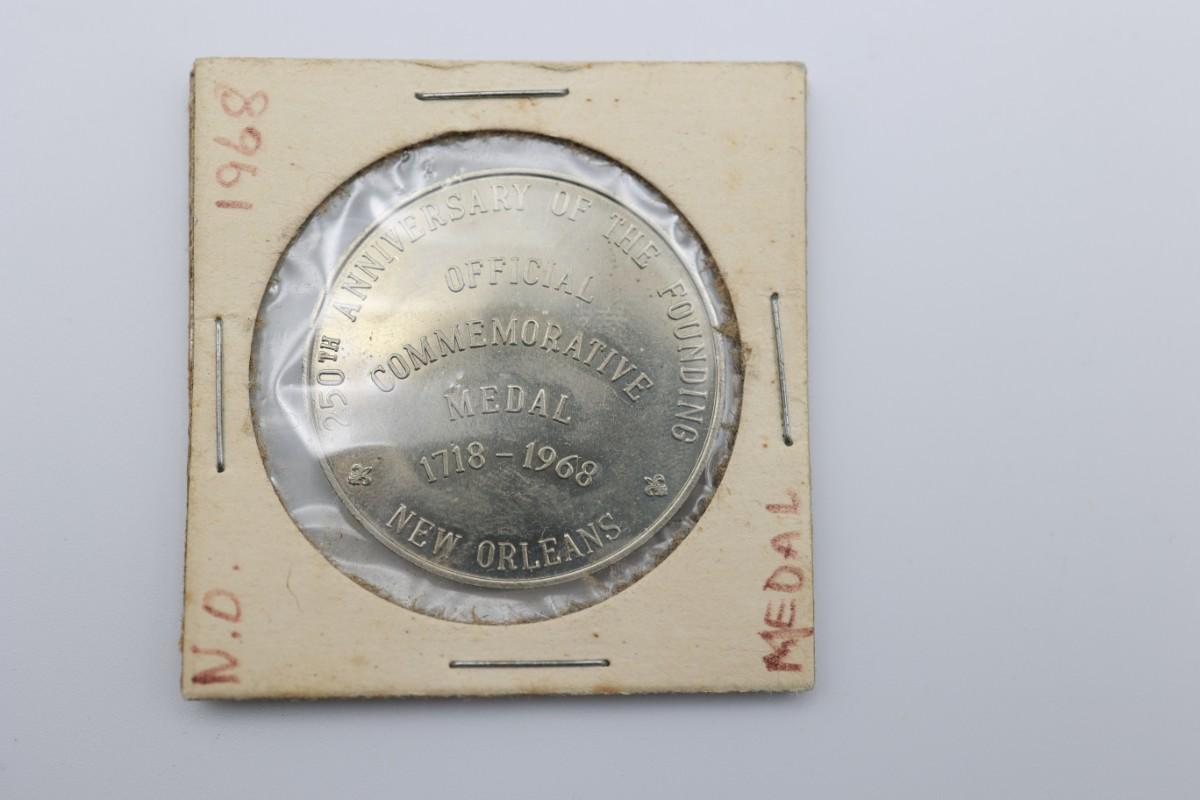 1968
250TH ANNIVERSARY OF THE FOUNDING
OFFICIAL
COMMEMORATIVE
MEDAL
1718 – 1968
NEW ORLEANS
N.O.
MEDAL